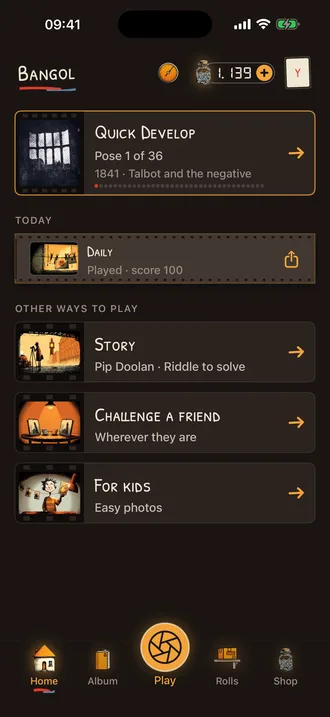 09:41
BANGOL
1.139
Y
QUICK DEVELOP
Pose 1 of 36
1841 · Talbot and the negative
TODAY
DAILY
Played · score 100
OTHER WAYS TO PLAY
STORY
Pip Doolan · Riddle to solve
CHALLENGE A FRIEND
Wherever they are
FOR KIDS
Easy photos
Home
Album
Play
Rolls
Shop